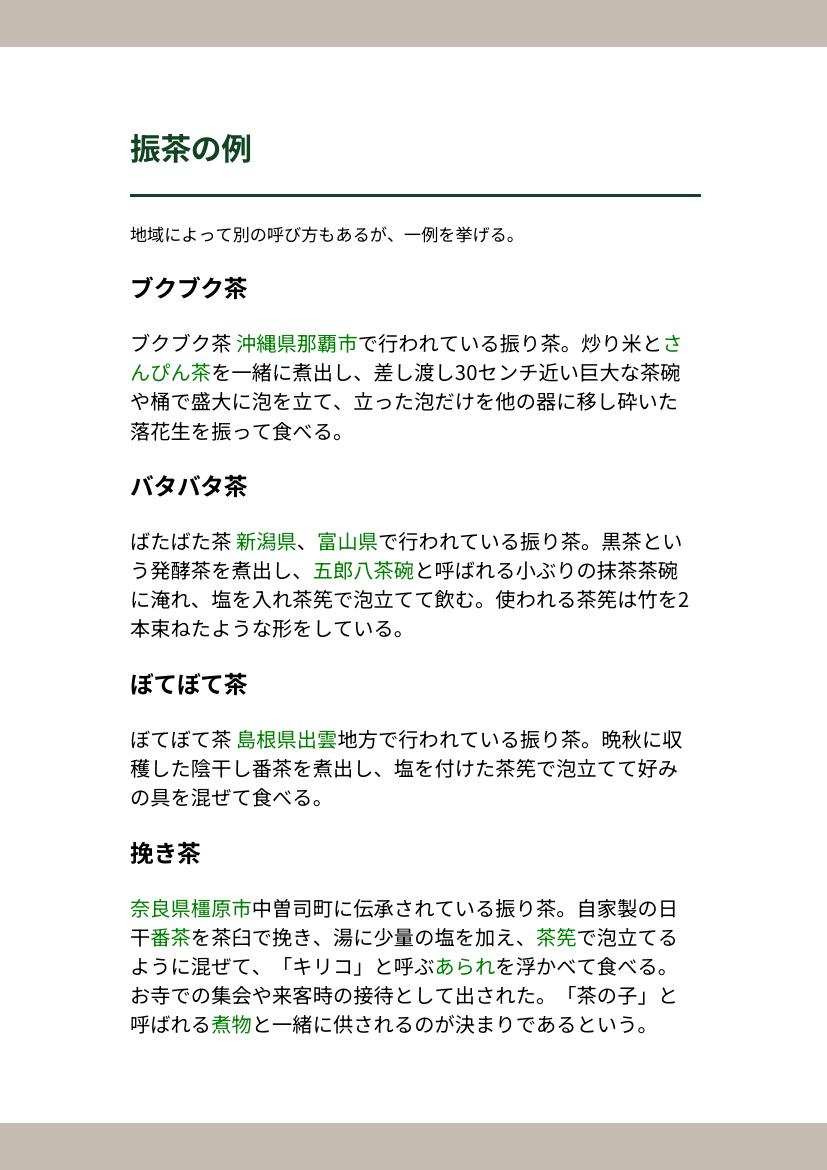 振茶の例
地域によって別の呼び方もあるが、一例を挙げる。
ブクブク茶
ブクブク茶 沖縄県那覇市で行われている振り茶。炒り米とさ
んぴん茶を一緒に煮出し、差し渡し30センチ近い巨大な茶碗
や桶で盛大に泡を立て、立った泡だけを他の器に移し砕いた
落花生を振って食べる。
バタバタ茶
ばたばた茶 新潟県、富山県で行われている振り茶。黒茶とい
う発酵茶を煮出し、五郎八茶碗と呼ばれる小ぶりの抹茶茶碗
に淹れ、塩を入れ茶筅で泡立てて飲む。使われる茶筅は竹を2
本束ねたような形をしている。
ぼてぼて茶
ぼてぼて茶 島根県出雲地方で行われている振り茶。晩秋に収
穫した陰干し番茶を煮出し、塩を付けた茶筅で泡立てて好み
の具を混ぜて食べる。
挽き茶
奈良県橿原市中曽司町に伝承されている振り茶。自家製の日
干番茶を茶臼で挽き、湯に少量の塩を加え、茶筅で泡立てる
ように混ぜて、「キリコ」と呼ぶあられを浮かべて食べる。
お寺での集会や来客時の接待として出された。「茶の子」と
呼ばれる煮物と一緒に供されるのが決まりであるという。